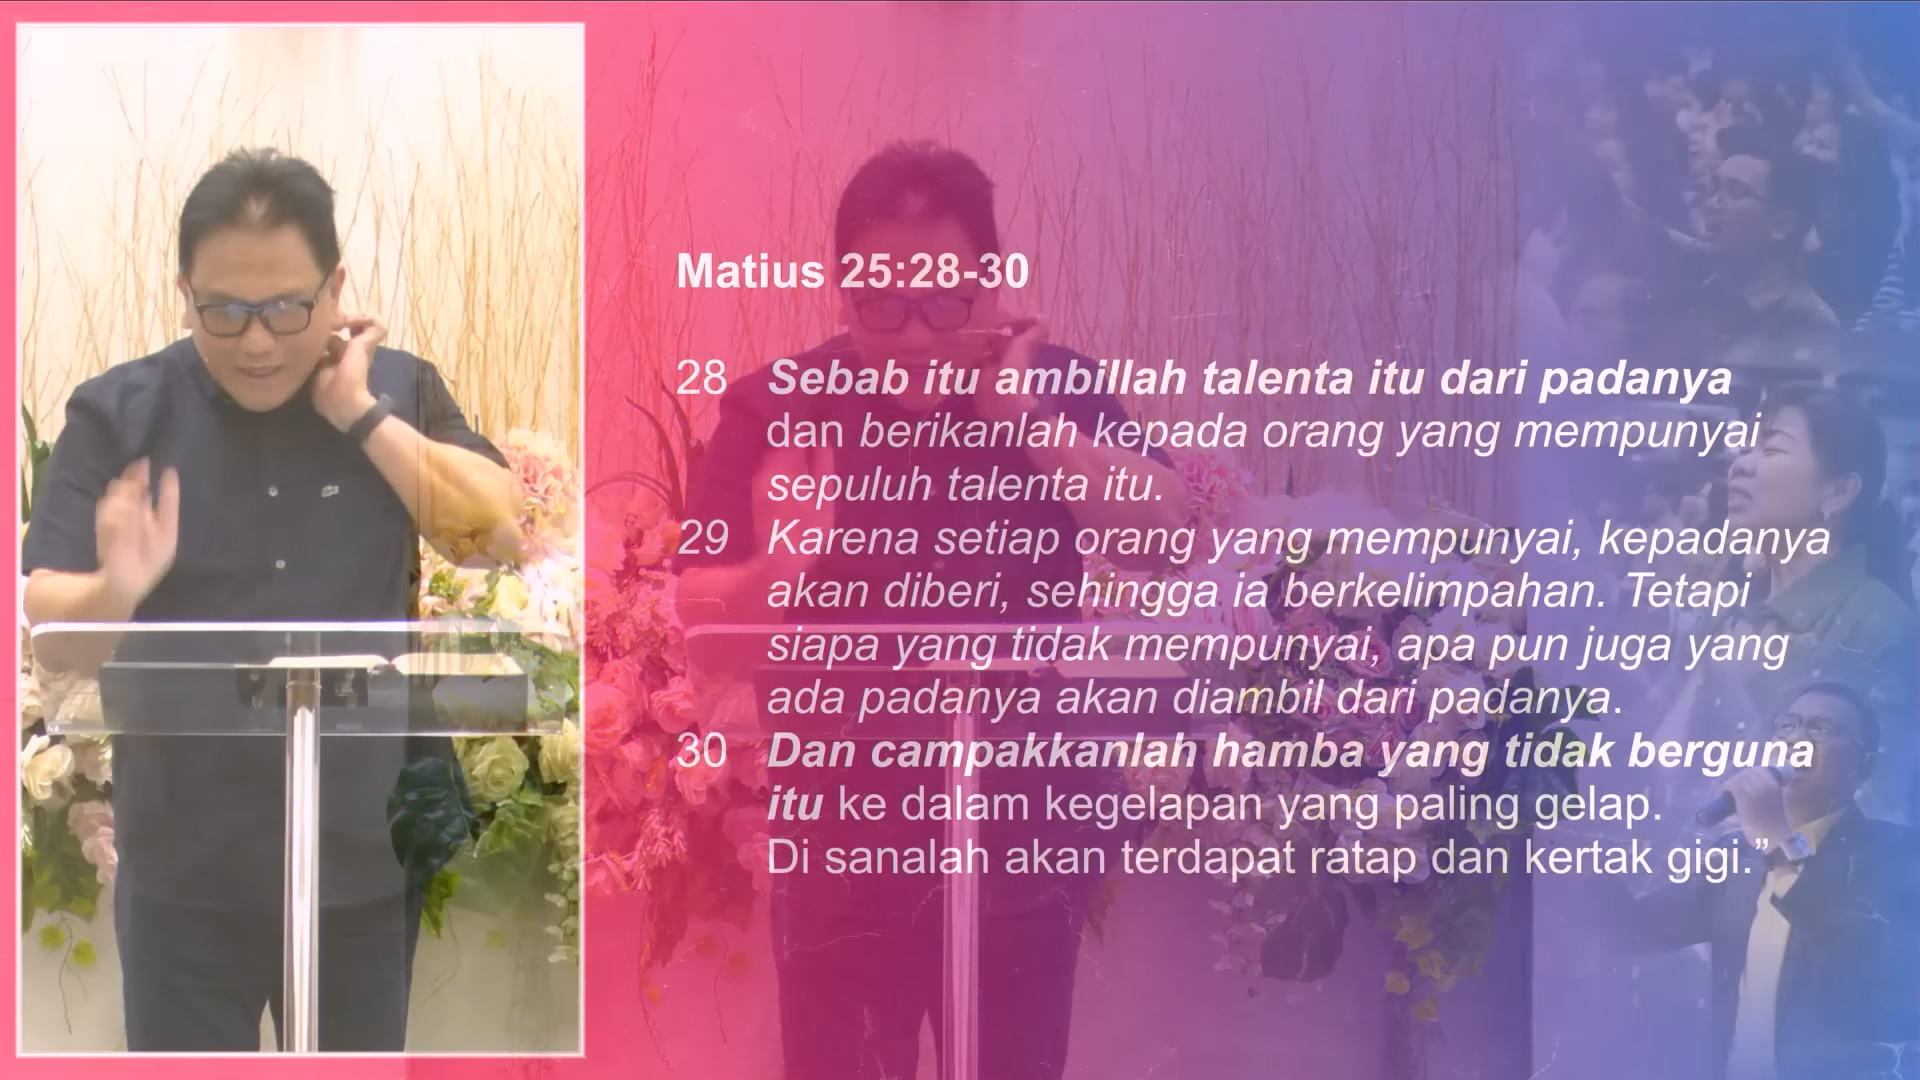 Matius 25:28-30
28 Sebab itu ambillah talenta itu dari padanya
dan berikanlah kepada orang yang mempunyai
sepuluh talenta itu.
29 Karena setiap orang yang mempunyai, kepadanya
akan diberi, sehingga ia berkelimpahan. Tetapi
siapa yang tidak mempunyai, apa pun juga yang
ada padanya akan diambil dari padanya.
30 Dan campakkanlah hamba yang tidak berguna
itu ke dalam kegelapan yang paling gelap.
Di sanalah akan terdapat ratap dan kertak gigi.”